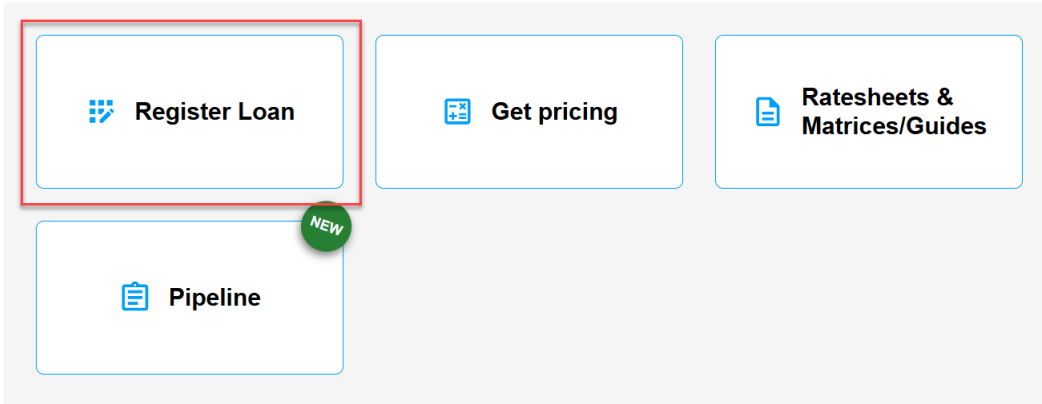 Register Loan
Get pricing
Ratesheets &
Matrices/Guides
NEW
Pipeline